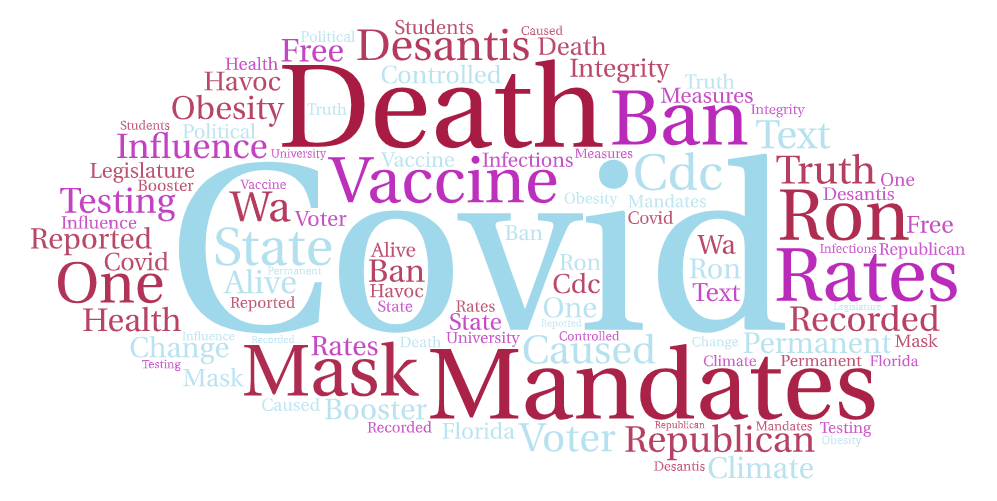 Students
Caused
Political
Free
Desantis
Death
Health
Havoc
Controlled
Integrity
Truth
Death
Ban
Measures
Obesity
Truth
Integrity
Students
Political
Text
Influence
University
Vaccine
Infections
Measures
Legislature
Vaccine
Cdc
Truth
One
Booster
Vaccine
Obesity
Mandates
Desantis
Testing
Wa
Voter
Covid
Ron
Free
Influence
Covid
Ban
Wa
Reported
State
Alive
Infections
Republican
Covid
Permanent
Ban
Ron
Ron
Rates
One
Alive
Havoc
Cdc
Text
Reported
State
Rates
One
Legislature
Health
State
Reported
Recorded
Influence
Recorded
University
Controlled
Change
Rates
Death
Caused
Change
Permanent
Mask
Testing
Mask
Mask
Mandates
Climate
Permanent
Florida
Caused
Booster
Recorded
Florida
Voter
Republican
Republican
Mandates
Testing
Obesity
Desantis
Climate